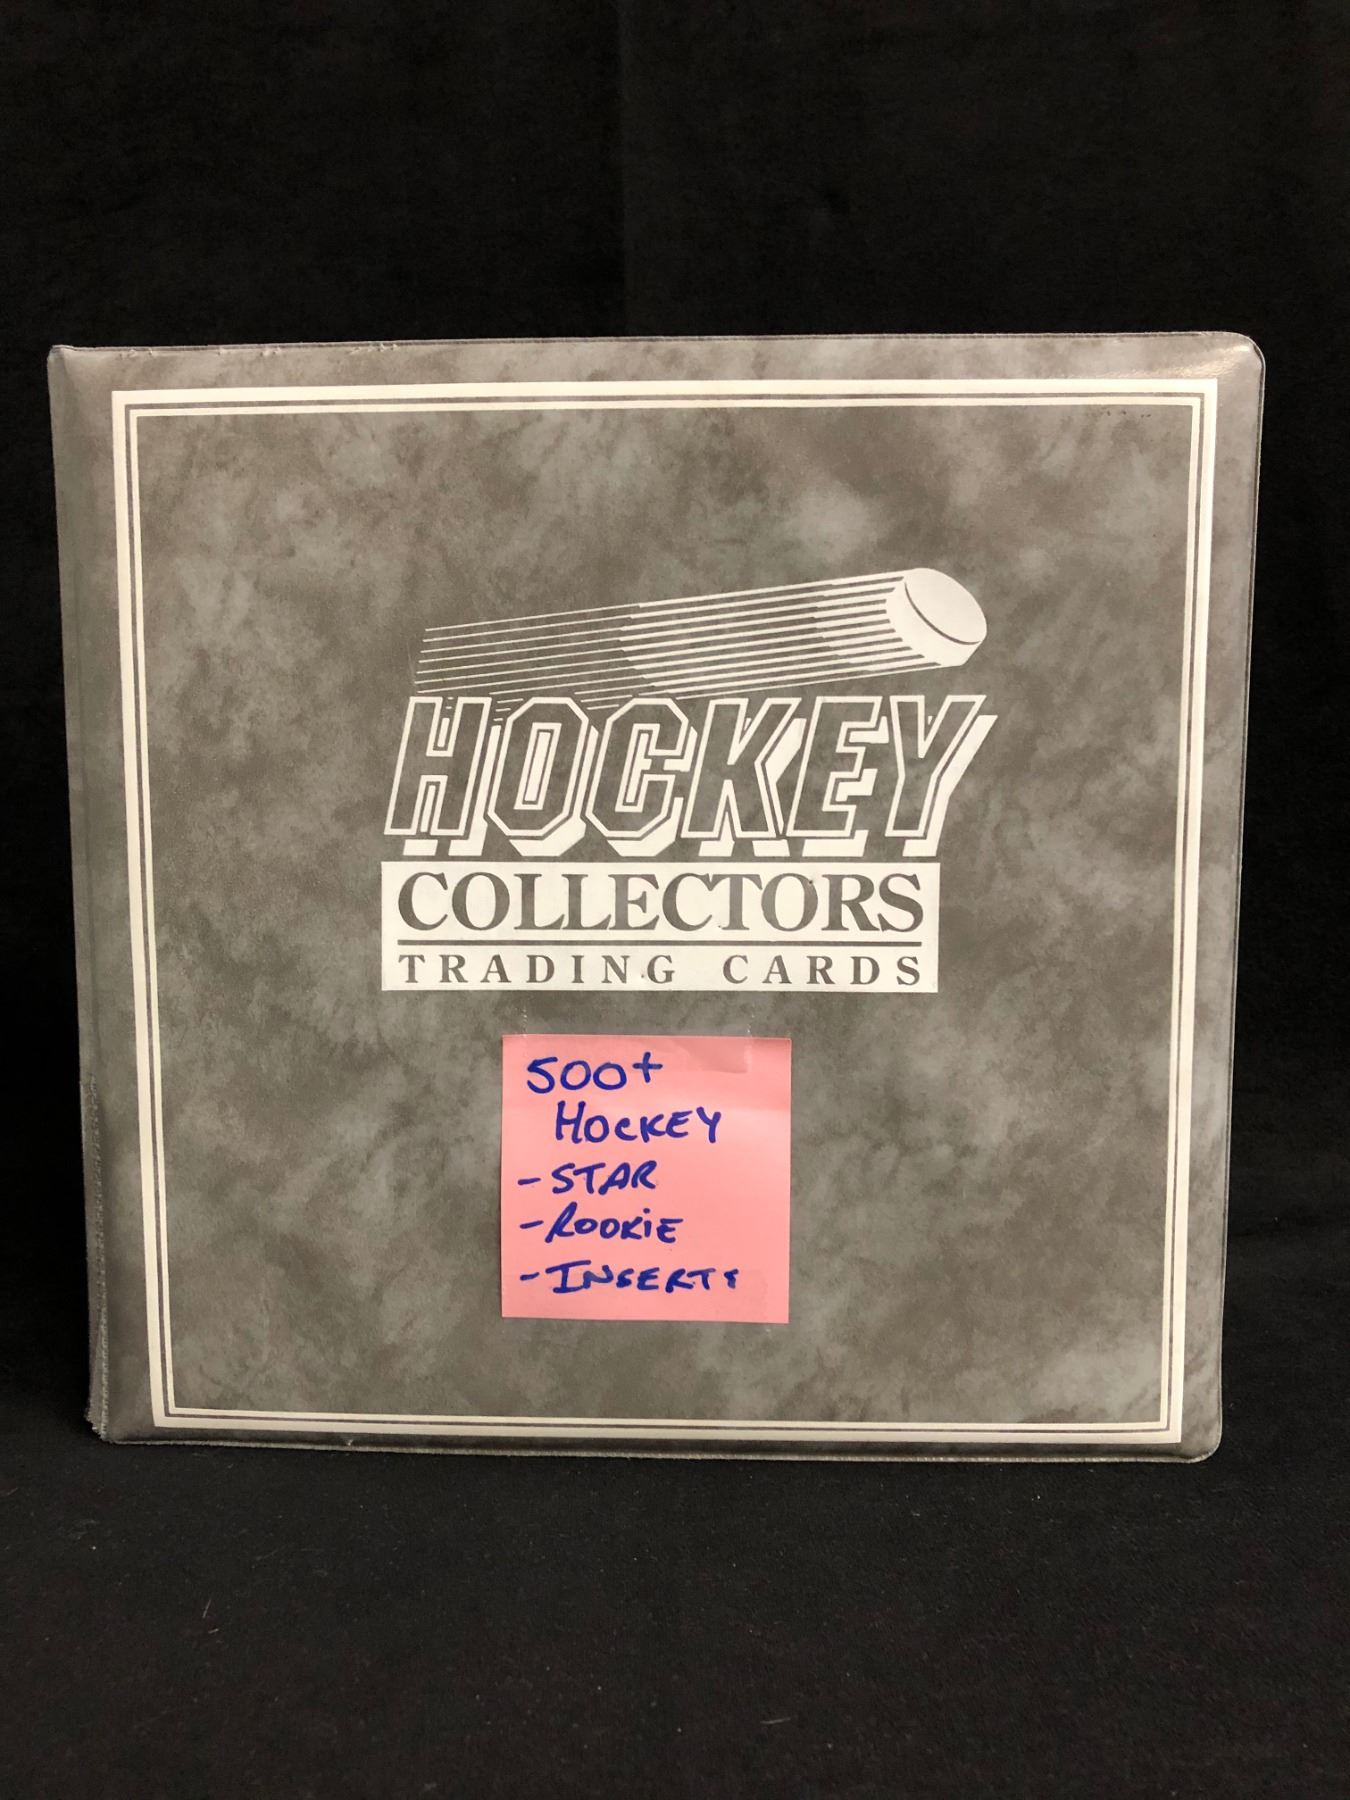 HOCKEY
COLLECTORS
TRADING CARDS
500+
HOCKEY
- STAR
- ROOKiE
- INSERTS